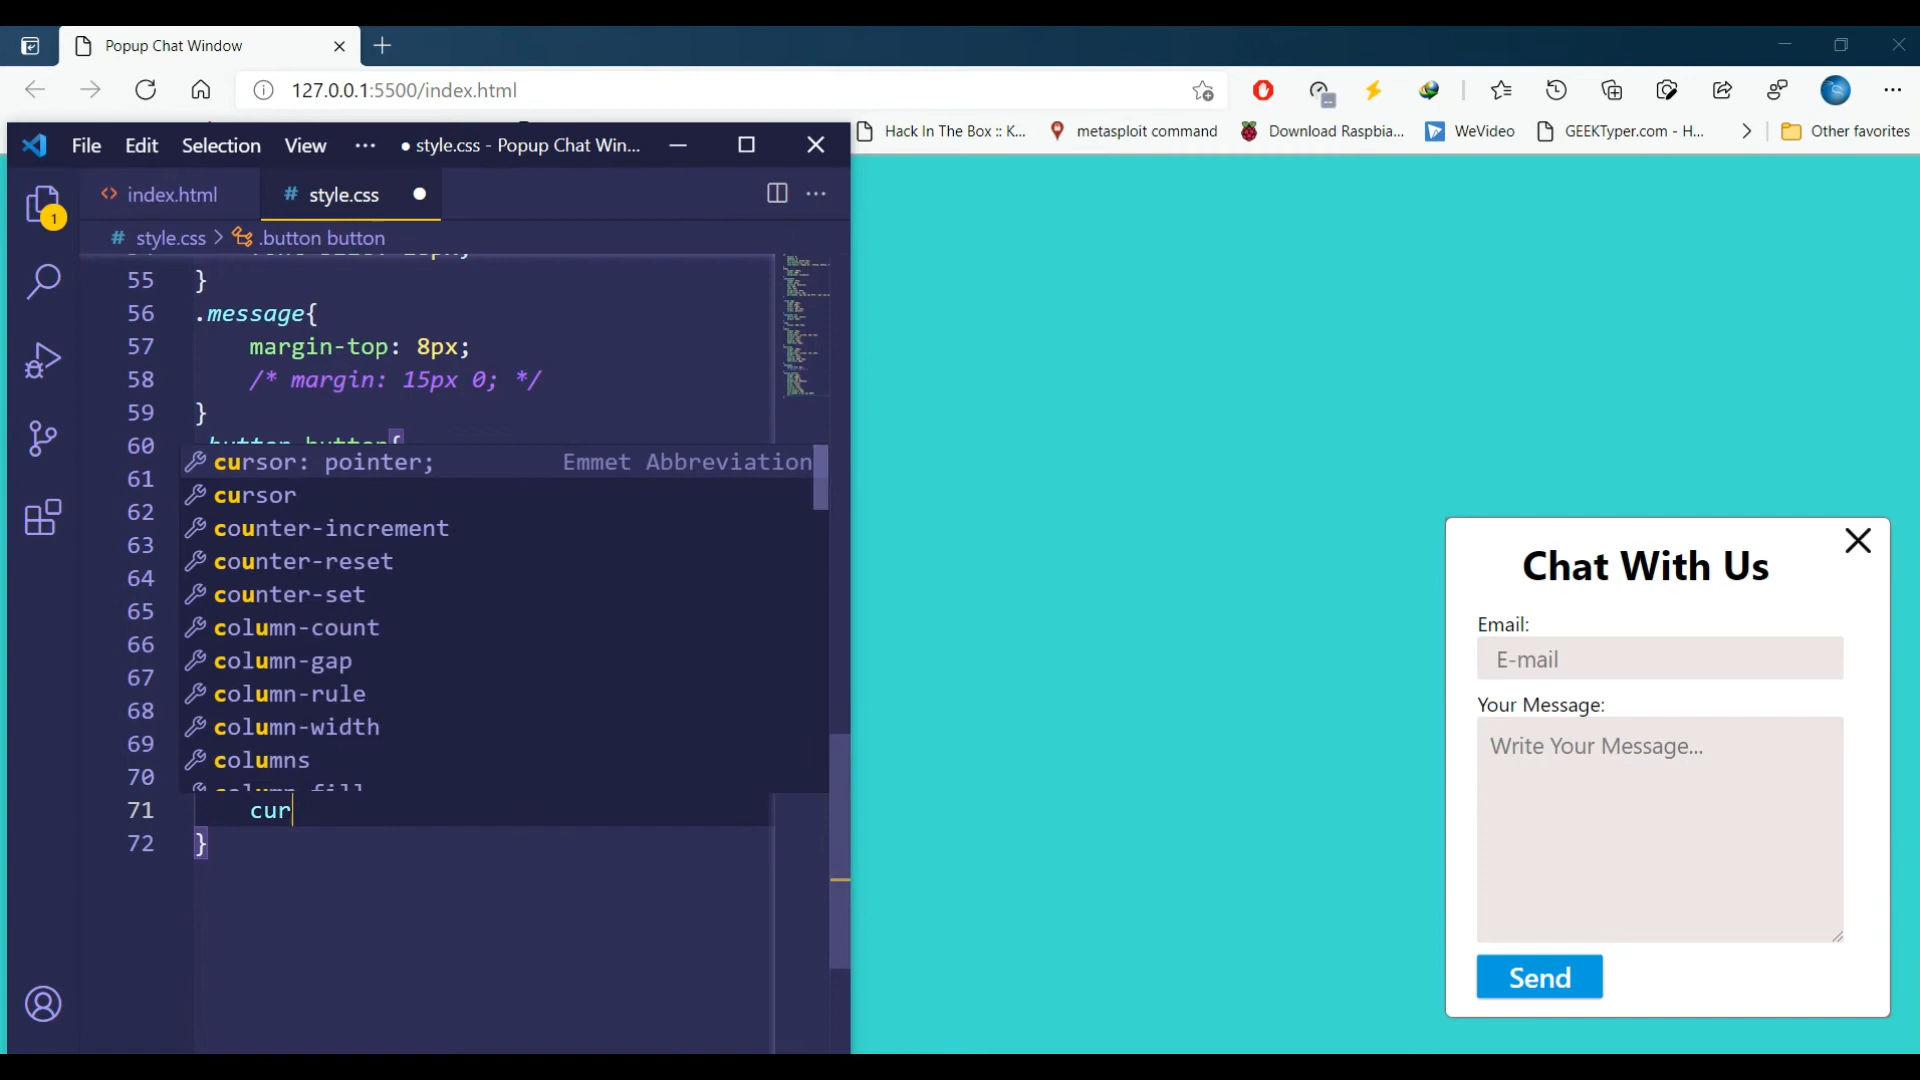 Popup Chat Window
127.0.0.1:5500/index.html
Hack In The Box :: K...
metasploit command
Download Raspbia...
WeVideo
GEEKTyper.com - H...
Other favorites
File Edit Selection View ··· ● style.css - Popup Chat Win...
<> index.html
# style.css ●
1
# style.css > .button button
55 }
56 .message{
57 margin-top: 8px;
58 /* margin: 15px 0; */
59 }
60 .button button{
61 cursor: pointer; Emmet Abbreviation
62 cursor
63 counter-increment
64 counter-reset
65 counter-set
66 column-count
67 column-gap
68 column-rule
69 column-width
70 columns
column-fill
71 cur
72 }
Chat With Us
Email:
E-mail
Your Message:
Write Your Message...
Send